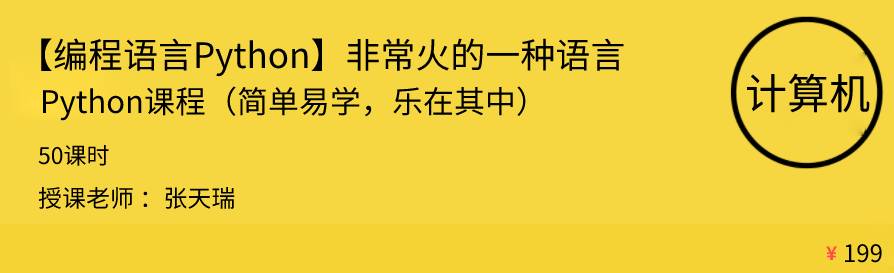 【编程语言Python】非常火的一种语言
Python课程（简单易学，乐在其中）
计算机
50课时
授课老师：张天瑞
¥ 199